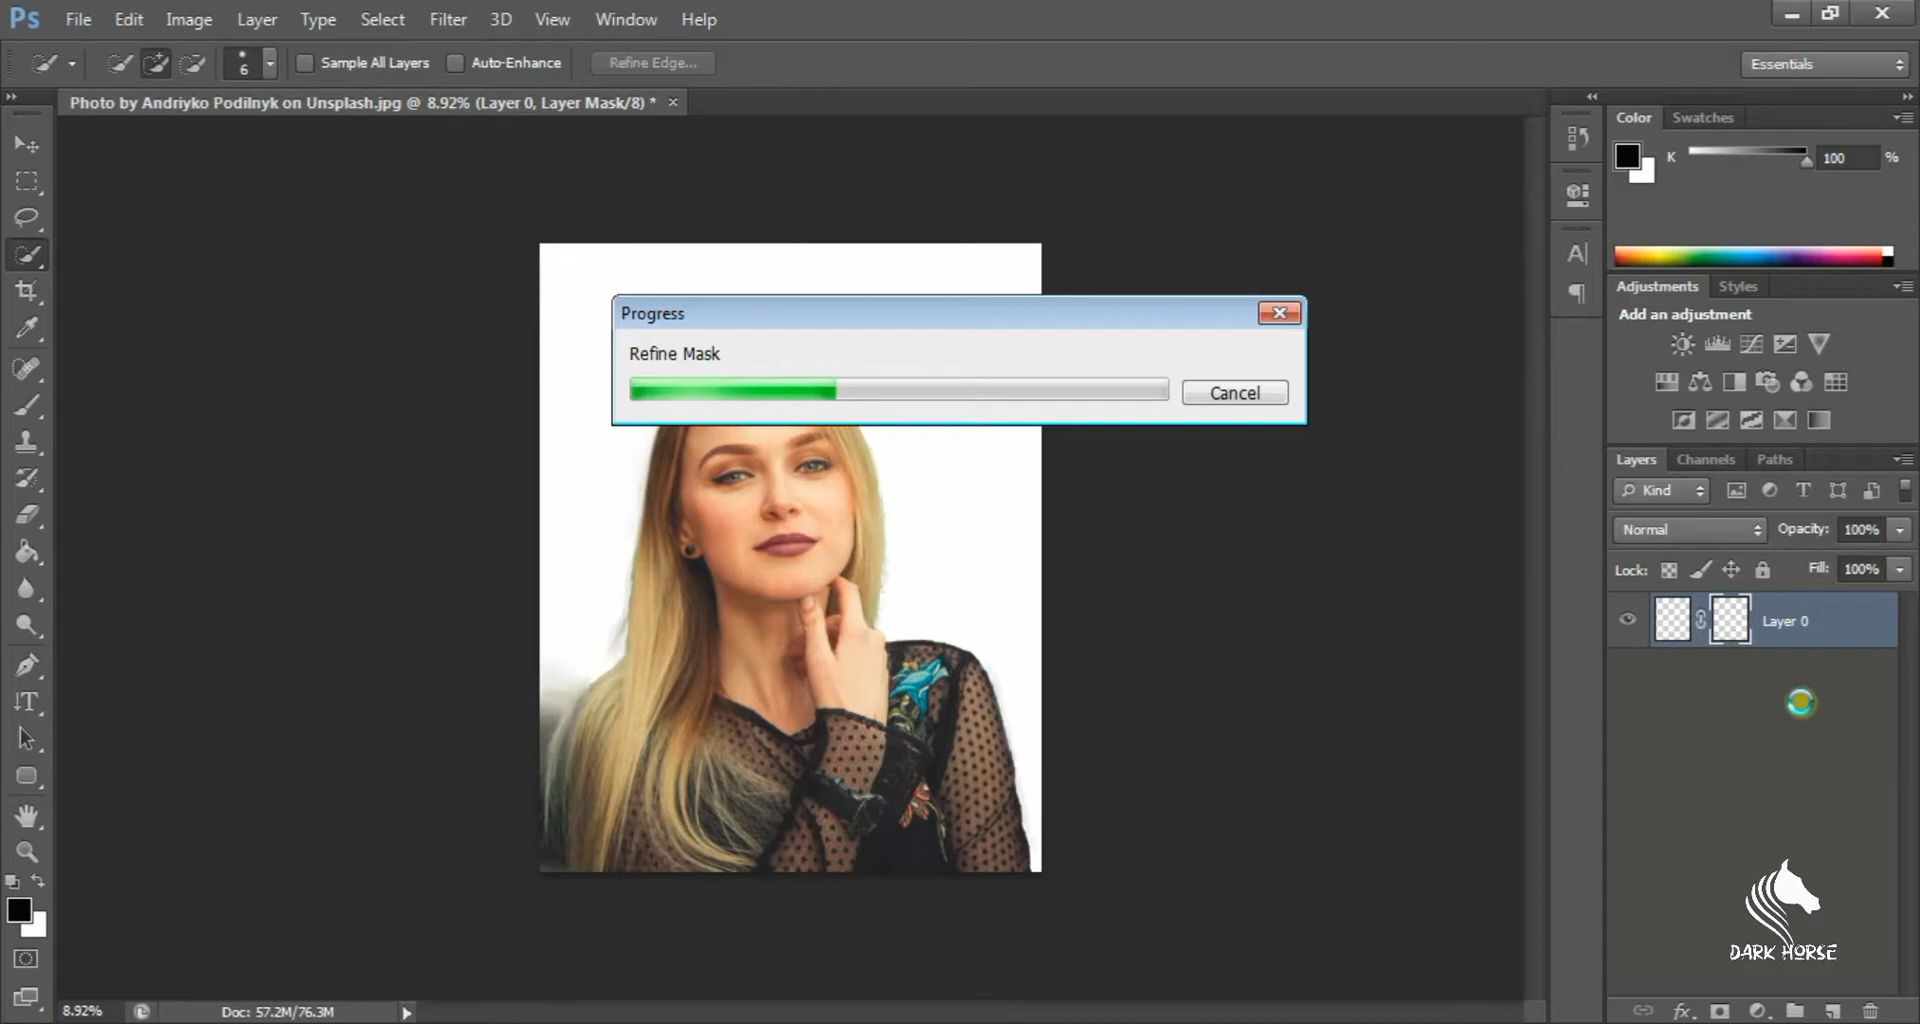 Ps File Edit Image Layer Type Select Filter 3D View Window Help
6 Sample All Layers Auto-Enhance Refine Edge... Essentials
Photo by Andriyko Podilnyk on Unsplash.jpg @ 8.92% (Layer 0, Layer Mask/8) *
Color Swatches
K 100 %
Adjustments Styles
Add an adjustment
Progress
Refine Mask
Cancel
Layers Channels Paths
Kind
Normal Opacity: 100%
Lock: Fill: 100%
Layer 0
DARK HORSE
8.92% Doc: 57.2M/76.3M